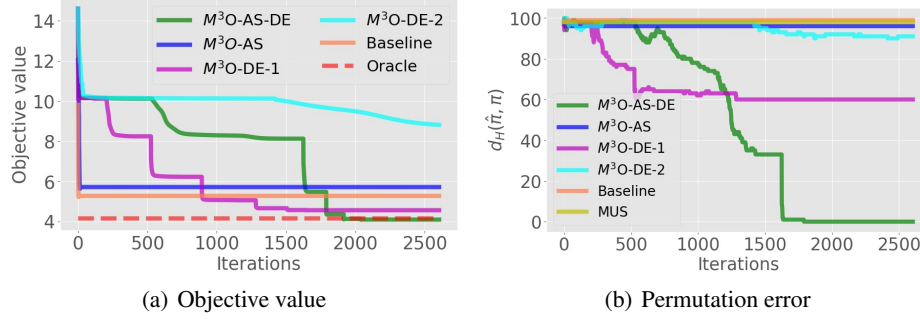 14
12
10
8
6
4
Objective value
M³O-AS-DE
M³O-AS
M³O-DE-1
M³O-DE-2
Baseline
Oracle
0 500 1000 1500 2000 2500
Iterations
(a) Objective value
100
80
60
40
20
0
d_H(π̂, π)
M³O-AS-DE
M³O-AS
M³O-DE-1
M³O-DE-2
Baseline
MUS
0 500 1000 1500 2000 2500
Iterations
(b) Permutation error